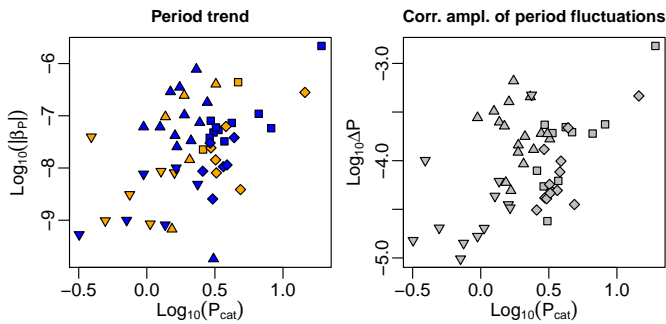 Period trend
Log10(|βP|)
−6
−7
−8
−9
−0.5 0.0 0.5 1.0
Log10(Pcat)
Corr. ampl. of period fluctuations
Log10ΔP
−3.0
−4.0
−5.0
−0.5 0.0 0.5 1.0
Log10(Pcat)